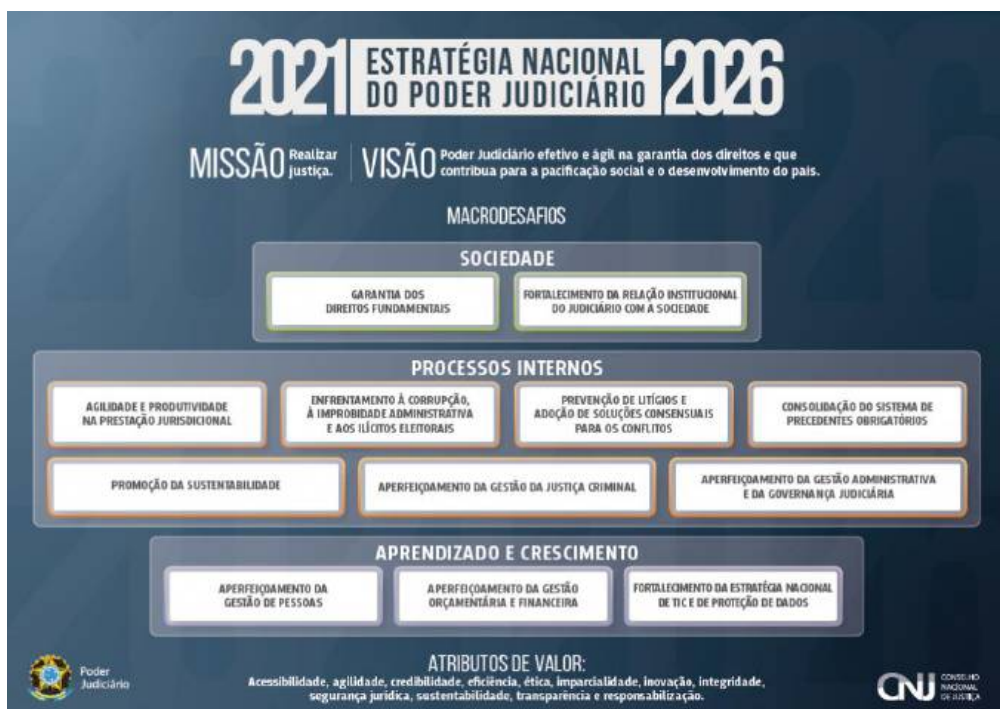 2021 ESTRATÉGIA NACIONAL DO PODER JUDICIÁRIO 2026
MISSÃO Realizar justiça.
VISÃO Poder Judiciário efetivo e ágil na garantia dos direitos e que
contribua para a pacificação social e o desenvolvimento do país.
MACRODESAFIOS
SOCIEDADE
GARANTIA DOS
DIREITOS FUNDAMENTAIS
FORTALECIMENTO DA RELAÇÃO INSTITUCIONAL
DO JUDICIÁRIO COM A SOCIEDADE
PROCESSOS INTERNOS
AGILIDADE E PRODUTIVIDADE
NA PRESTAÇÃO JURISDICIONAL
ENFRENTAMENTO À CORRUPÇÃO,
À IMPROBIDADE ADMINISTRATIVA
E AOS ILÍCITOS ELEITORAIS
PREVENÇÃO DE LITÍGIOS E
ADOÇÃO DE SOLUÇÕES CONSENSUAIS
PARA OS CONFLITOS
CONSOLIDAÇÃO DO SISTEMA DE
PRECEDENTES OBRIGATÓRIOS
PROMOÇÃO DA SUSTENTABILIDADE
APERFEIÇOAMENTO DA GESTÃO DA JUSTIÇA CRIMINAL
APERFEIÇOAMENTO DA GESTÃO ADMINISTRATIVA
E DA GOVERNANÇA JUDICIÁRIA
APRENDIZADO E CRESCIMENTO
APERFEIÇOAMENTO DA
GESTÃO DE PESSOAS
APERFEIÇOAMENTO DA GESTÃO
ORÇAMENTÁRIA E FINANCEIRA
FORTALECIMENTO DA ESTRATÉGIA NACIONAL
DE TIC E DE PROTEÇÃO DE DADOS
ATRIBUTOS DE VALOR:
Acessibilidade, agilidade, credibilidade, eficiência, ética, imparcialidade, inovação, integridade,
segurança jurídica, sustentabilidade, transparência e responsabilização.
Poder
Judiciário
CNJ
CONSELHO
NACIONAL
DE JUSTIÇA